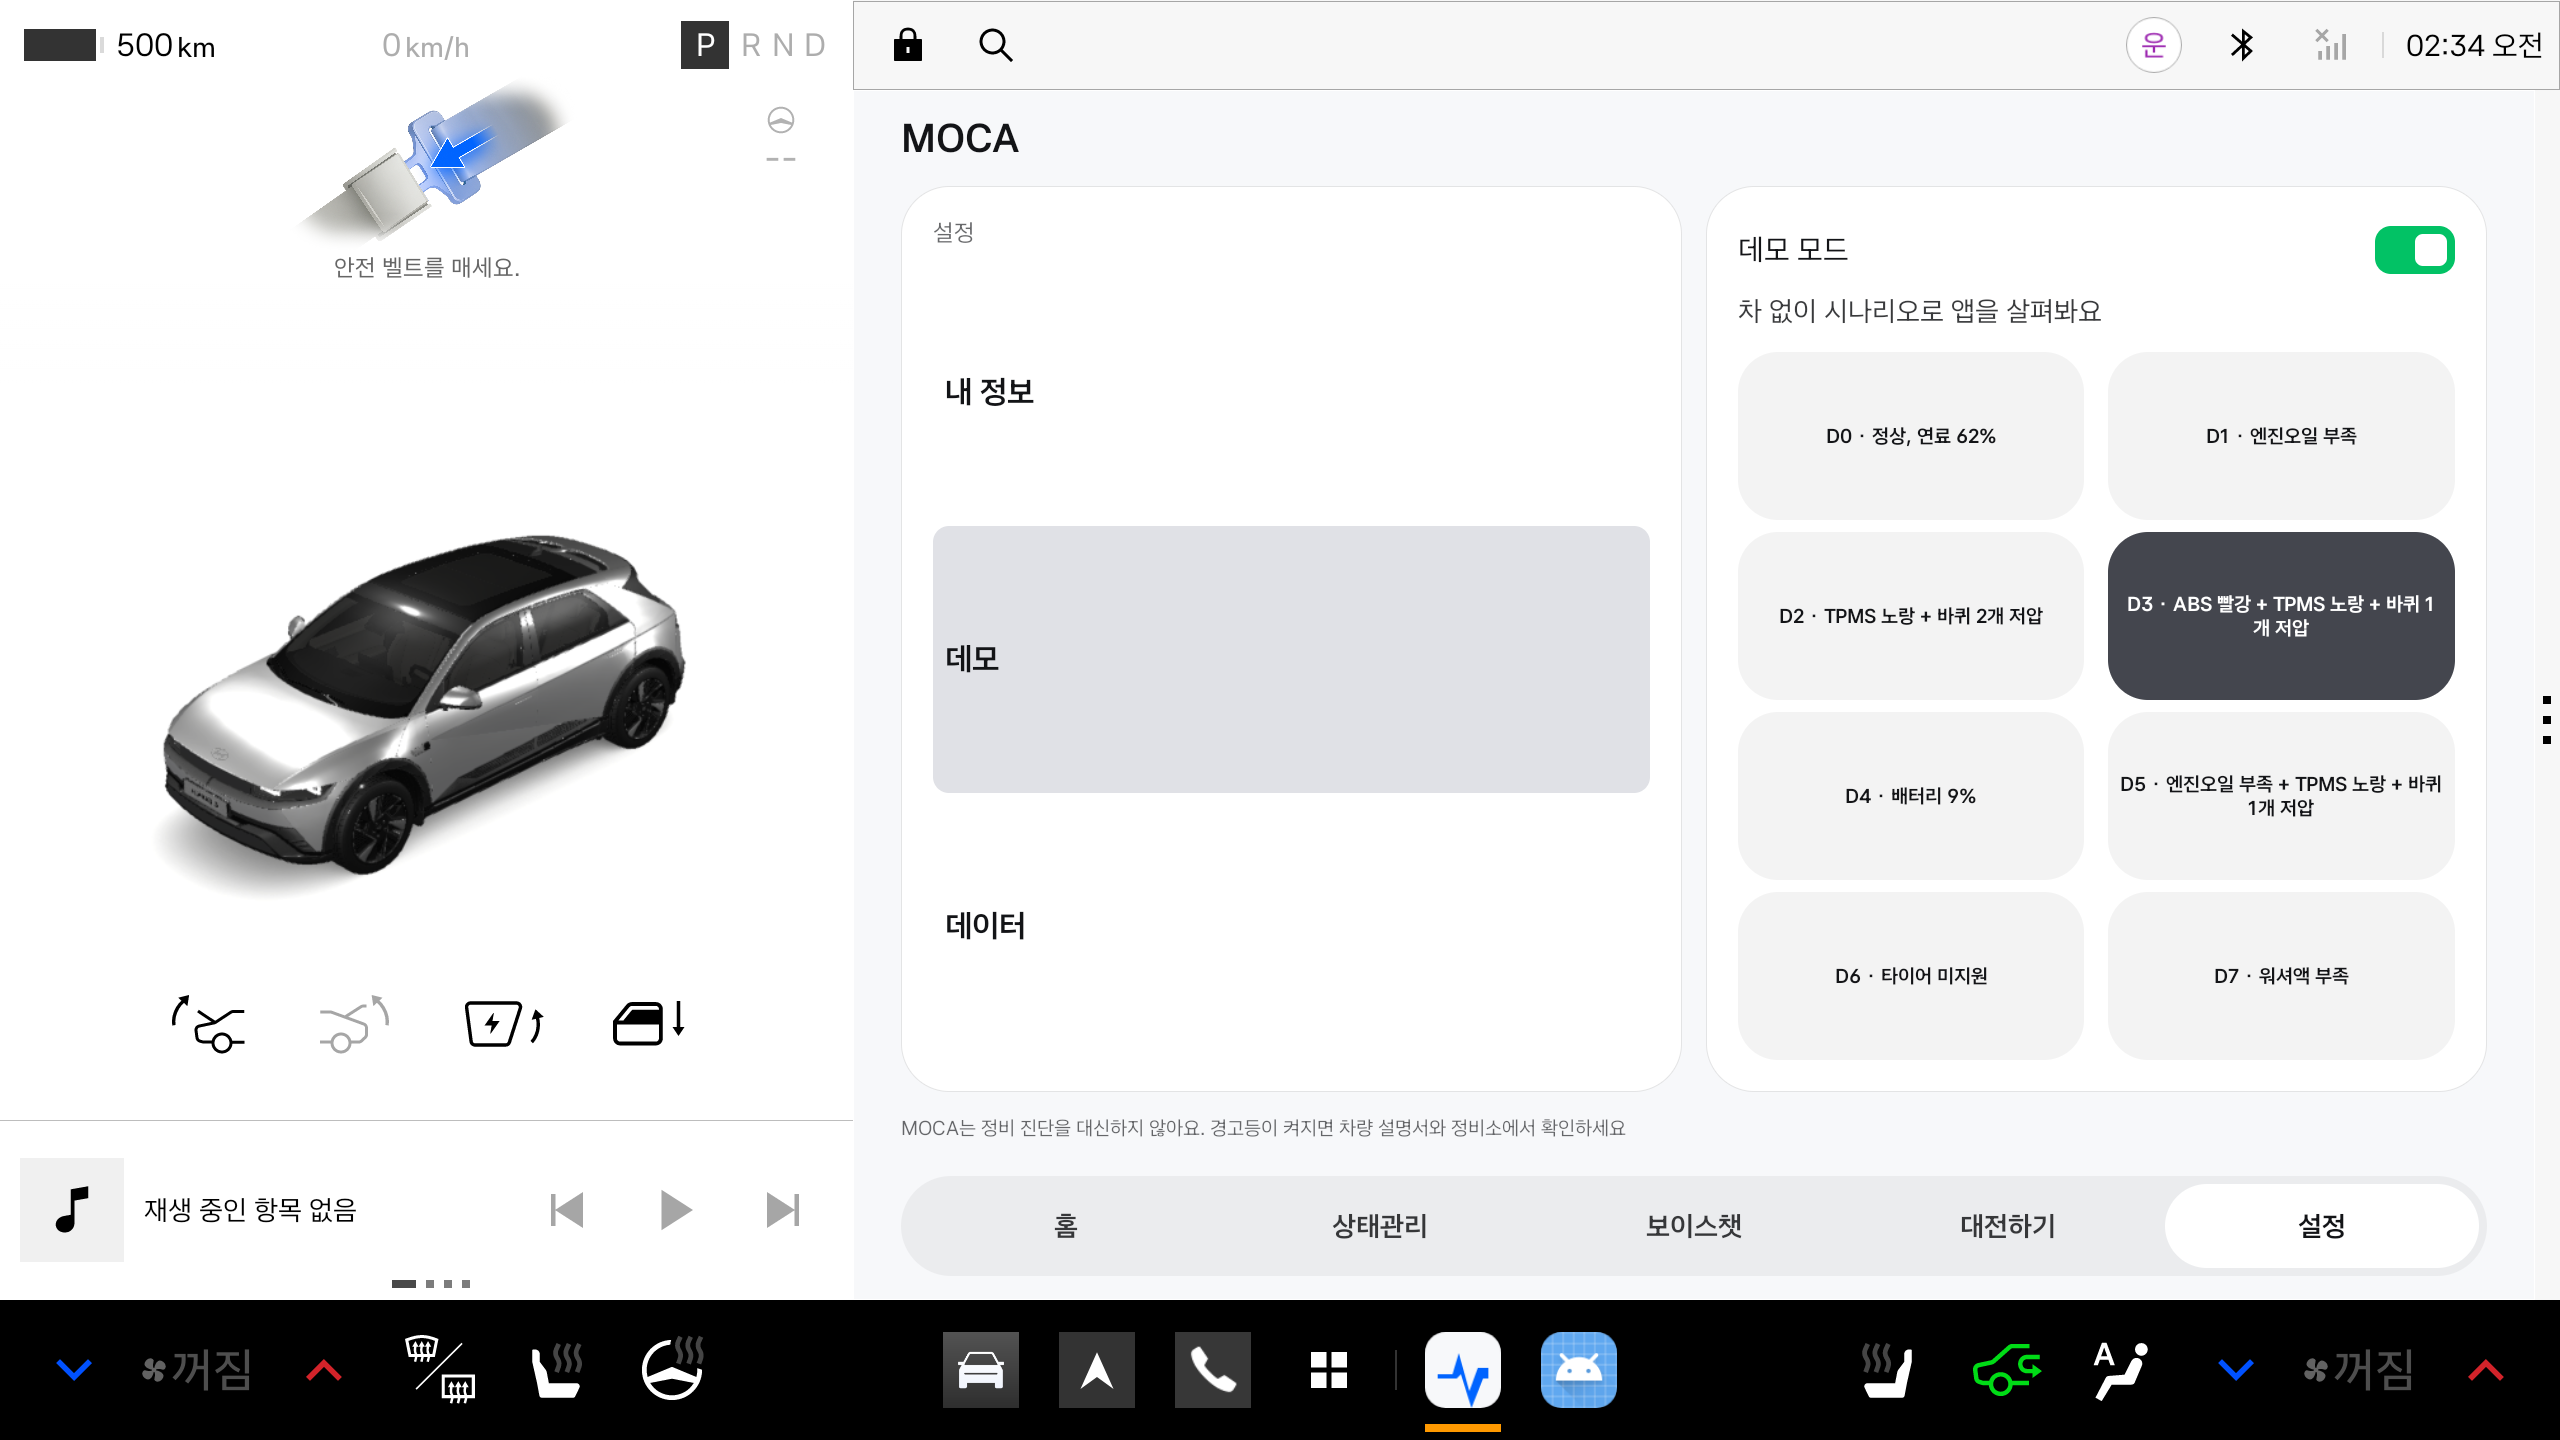 500 km
0 km/h
P R N D
운
02:34 오전
안전 벨트를 매세요.
MOCA
설정
내 정보
데모
데이터
데모 모드
차 없이 시나리오로 앱을 살펴봐요
D0 · 정상, 연료 62%
D1 · 엔진오일 부족
D2 · TPMS 노랑 + 바퀴 2개 저압
D3 · ABS 빨강 + TPMS 노랑 + 바퀴 1
개 저압
D4 · 배터리 9%
D5 · 엔진오일 부족 + TPMS 노랑 + 바퀴
1개 저압
D6 · 타이어 미지원
D7 · 워셔액 부족
MOCA는 정비 진단을 대신하지 않아요. 경고등이 켜지면 차량 설명서와 정비소에서 확인하세요
재생 중인 항목 없음
홈
상태관리
보이스챗
대전하기
설정
꺼짐
A
꺼짐